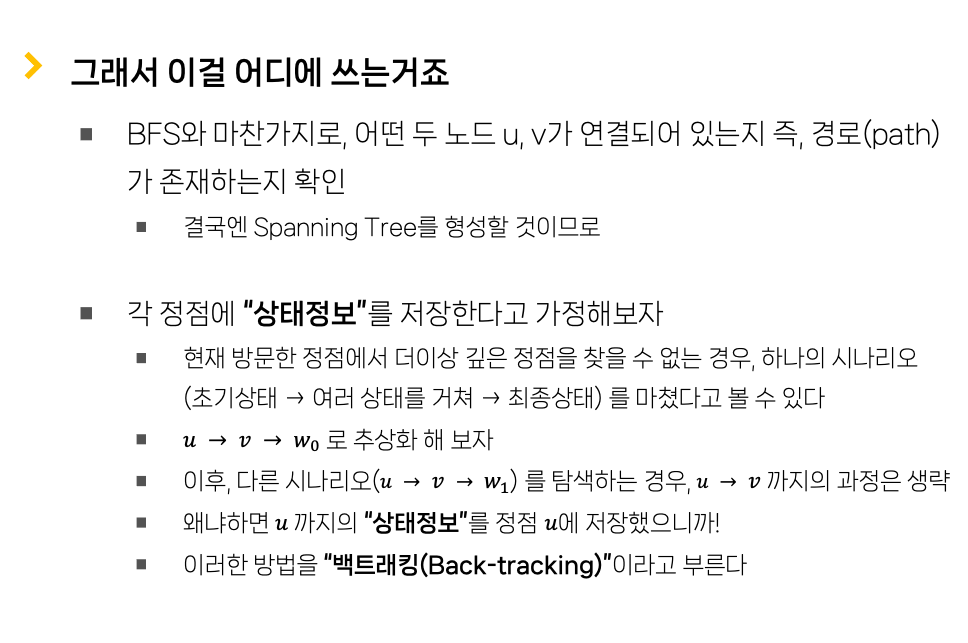 그래서 이걸 어디에 쓰는거죠
BFS와 마찬가지로, 어떤 두 노드 u, v가 연결되어 있는지 즉, 경로(path)
가 존재하는지 확인
결국엔 Spanning Tree를 형성할 것이므로
각 정점에 “상태정보”를 저장한다고 가정해보자
현재 방문한 정점에서 더이상 깊은 정점을 찾을 수 없는 경우, 하나의 시나리오
(초기상태 → 여러 상태를 거쳐 → 최종상태) 를 마쳤다고 볼 수 있다
u → v → w₀ 로 추상화 해 보자
이후, 다른 시나리오(u → v → w₁) 를 탐색하는 경우, u → v 까지의 과정은 생략
왜냐하면 u 까지의 “상태정보”를 정점 u에 저장했으니까!
이러한 방법을 “백트래킹(Back-tracking)”이라고 부른다